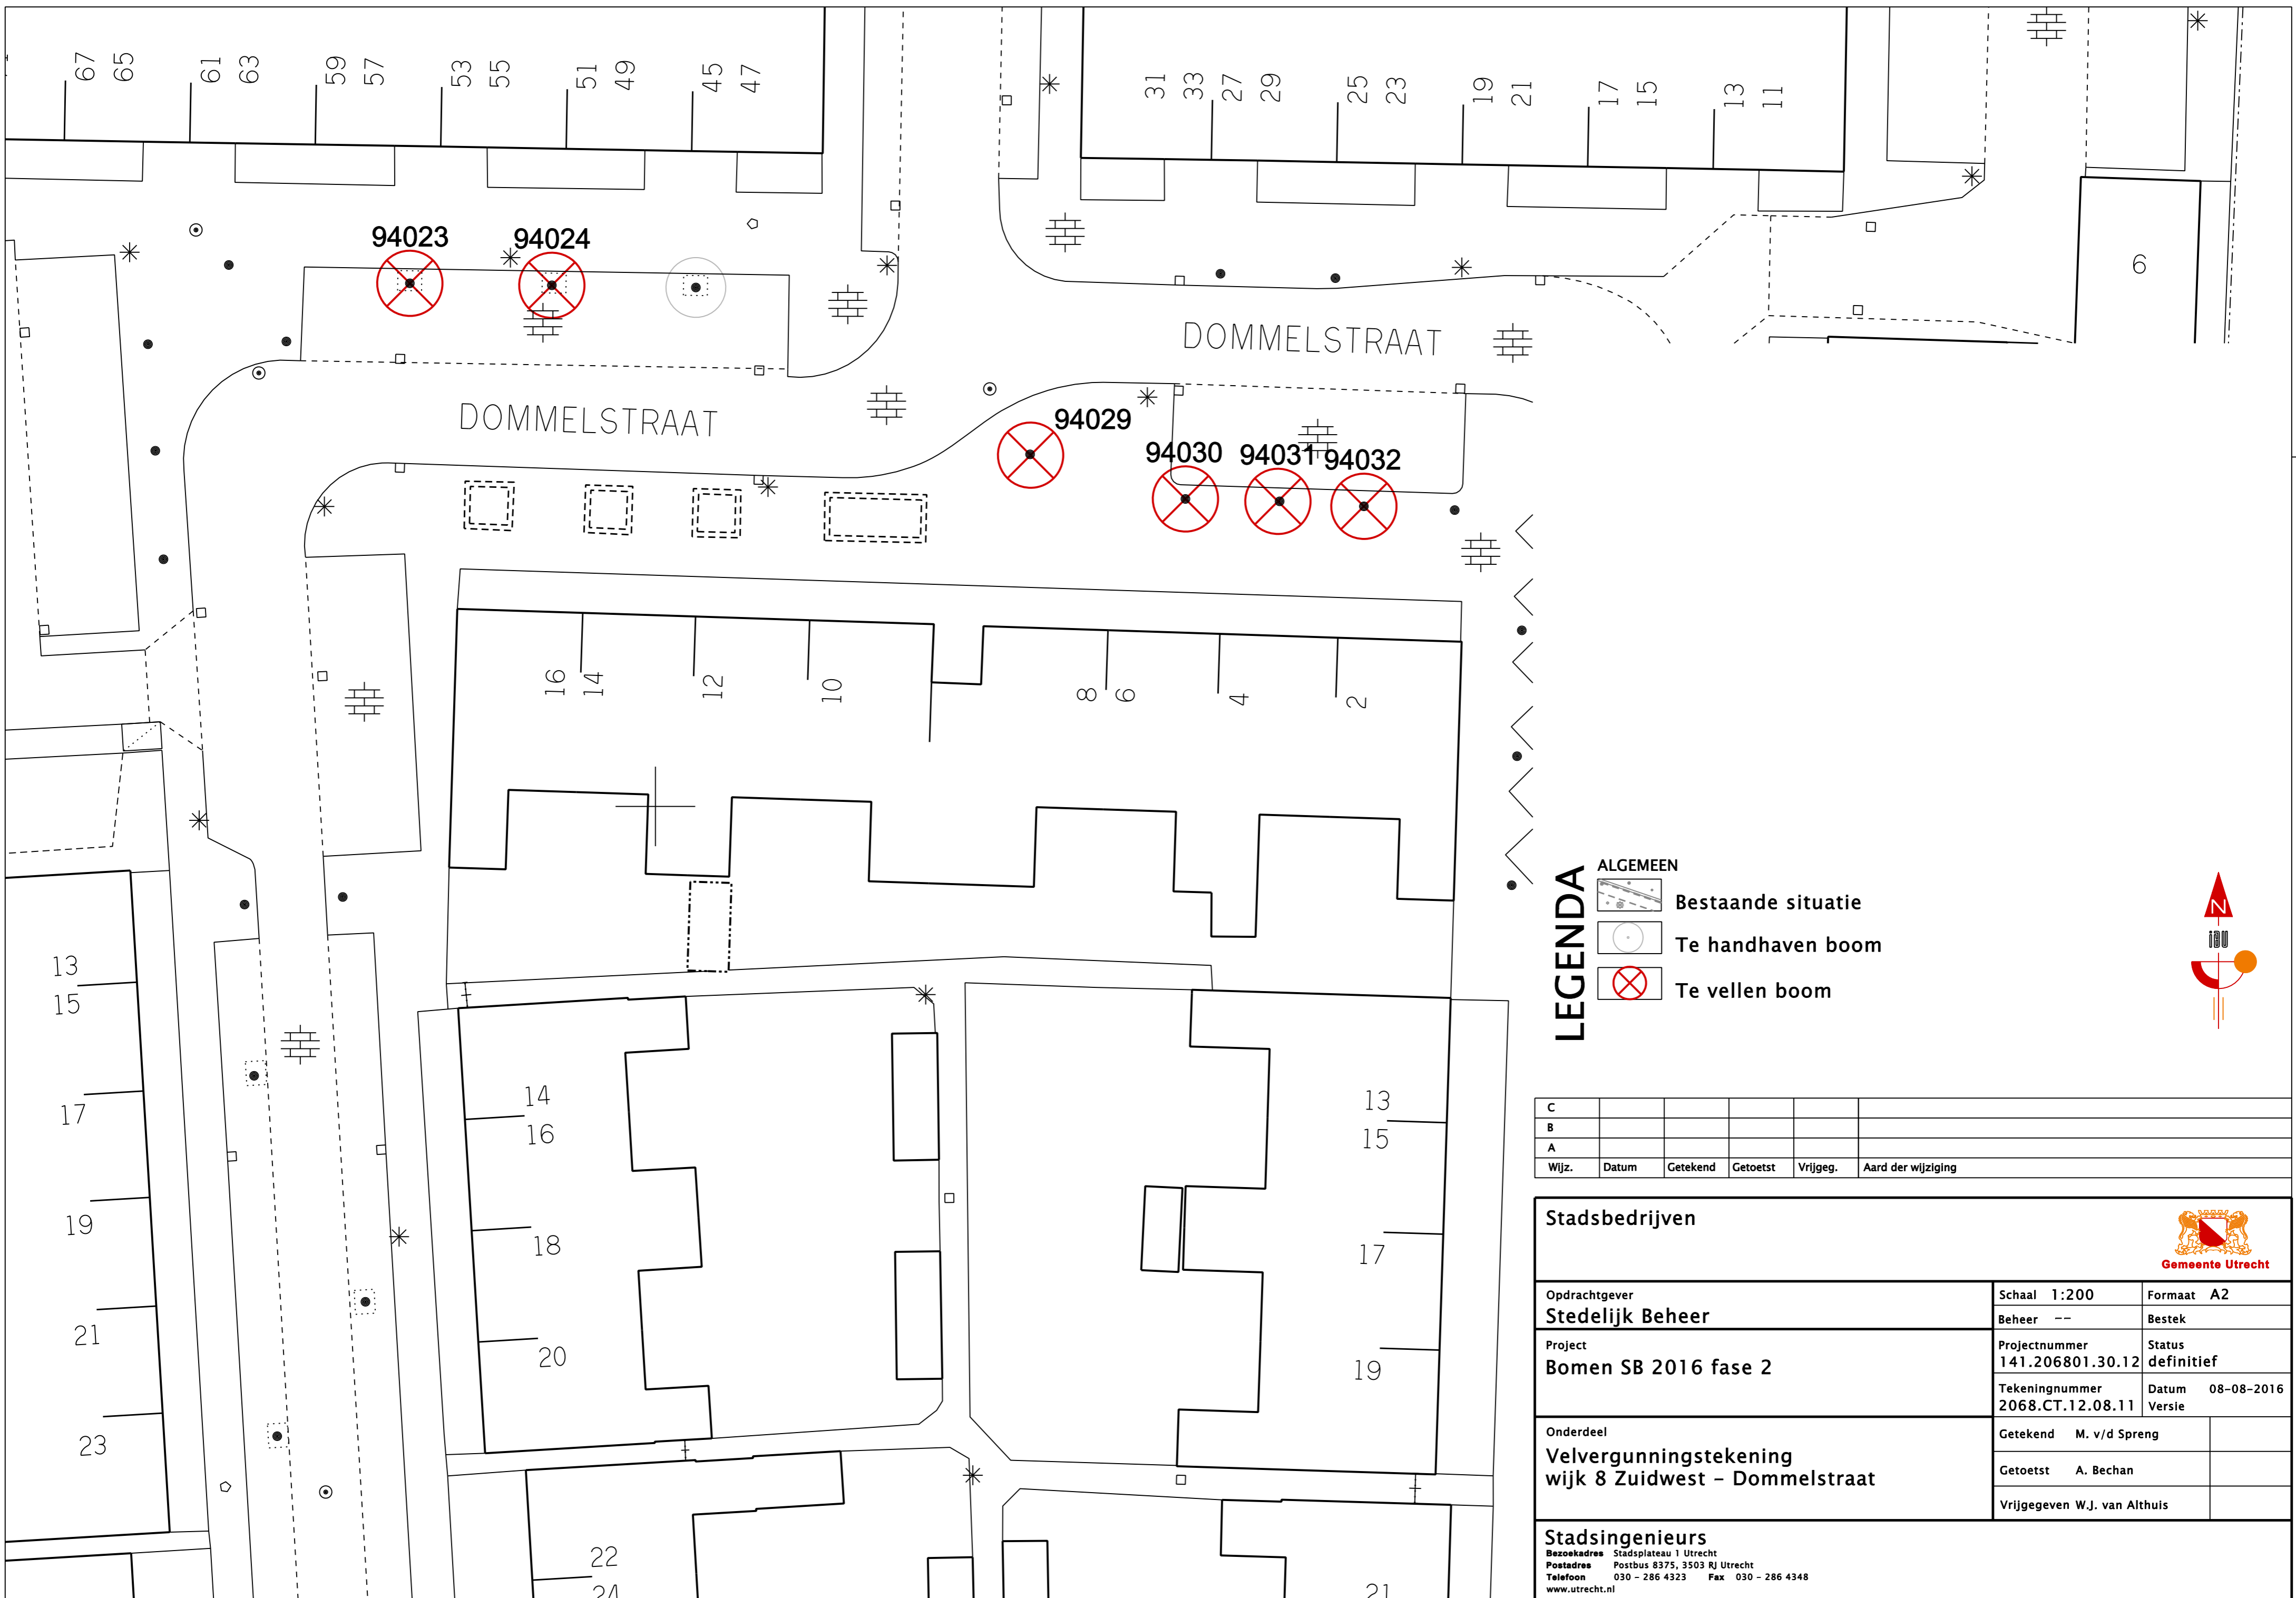 67 65 61 63 59 57 53 55 51 49 45 47 31 33 27 29 25 23 19 21 17 15 13 11
6
94023 94024
DOMMELSTRAAT
DOMMELSTRAAT
94029
94030 94031 94032
16 14 12 10 8 6 4 2
13
15
17
19
21
23
14
16
18
20
22
24
13
15
17
19
21
LEGENDA
ALGEMEEN
Bestaande situatie
Te handhaven boom
Te vellen boom
N
C
B
A
Wijz. Datum Getekend Getoetst Vrijgeg. Aard der wijziging
Stadsbedrijven
Gemeente Utrecht
Opdrachtgever
Stedelijk Beheer
Schaal 1:200 Formaat A2
Beheer -- Bestek
Project
Bomen SB 2016 fase 2
Projectnummer Status
141.206801.30.12 definitief
Tekeningnummer Datum 08-08-2016
2068.CT.12.08.11 Versie
Onderdeel
Velvergunningstekening
wijk 8 Zuidwest - Dommelstraat
Getekend M. v/d Spreng
Getoetst A. Bechan
Vrijgegeven W.J. van Althuis
Stadsingenieurs
Bezoekadres Stadsplateau 1 Utrecht
Postadres Postbus 8375, 3503 RJ Utrecht
Telefoon 030 - 286 4323 Fax 030 - 286 4348
www.utrecht.nl